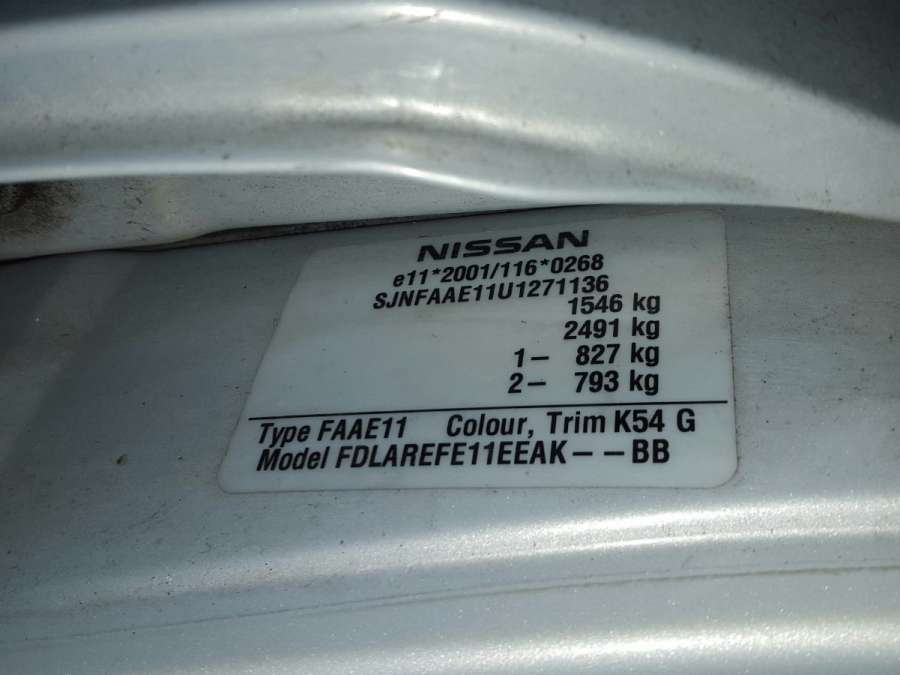 NISSAN
e11*2001/116*0268
SJNFAAE11U1271136
1546 kg
2491 kg
1– 827 kg
2– 793 kg
Type FAAE11 Colour, Trim K54 G
Model FDLAREFE11EEAK––BB